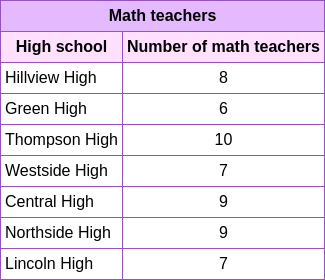 Math teachers
High school Number of math teachers
Hillview High 8
Green High 6
Thompson High 10
Westside High 7
Central High 9
Northside High 9
Lincoln High 7